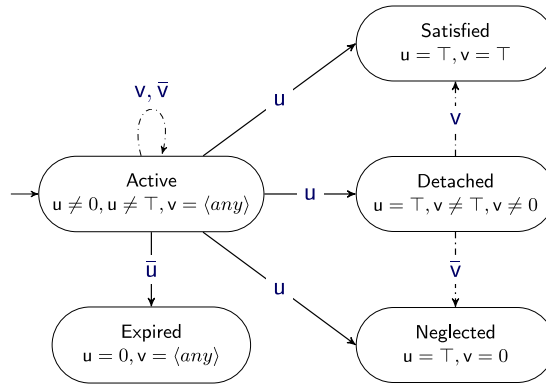 Satisfied
u = ⊤, v = ⊤
v, v̅
u
v
Active
u ≠ 0, u ≠ ⊤, v = ⟨any⟩
u
Detached
u = ⊤, v ≠ ⊤, v ≠ 0
u̅
v̅
u
Expired
u = 0, v = ⟨any⟩
Neglected
u = ⊤, v = 0